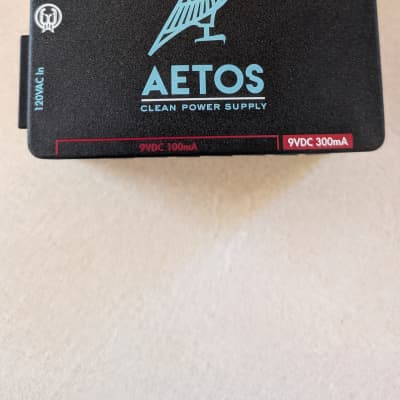 120VAC In
AETOS
CLEAN POWER SUPPLY
9VDC 100mA
9VDC 300mA